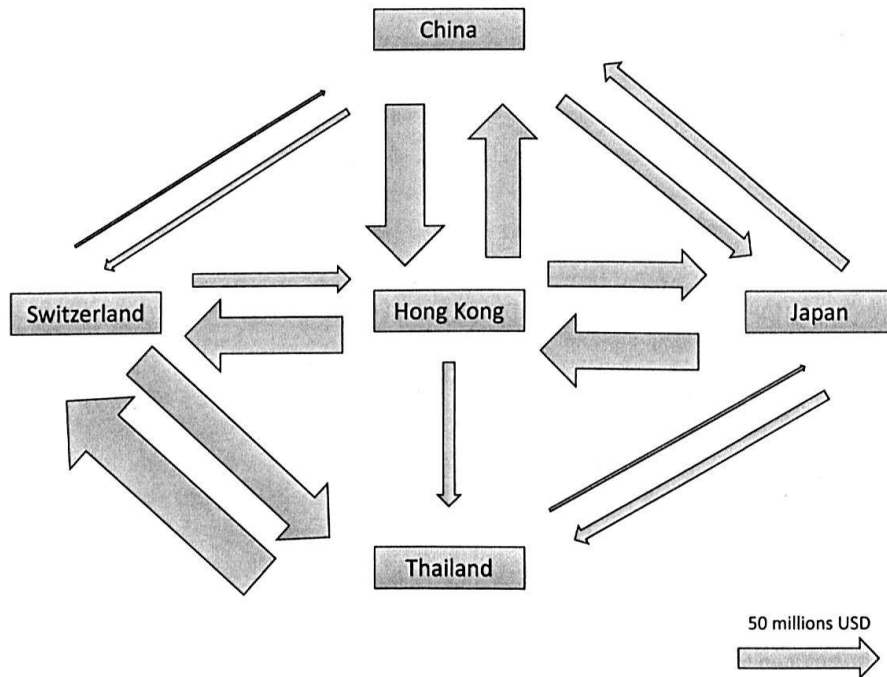 China
Switzerland
Hong Kong
Japan
Thailand
50 millions USD